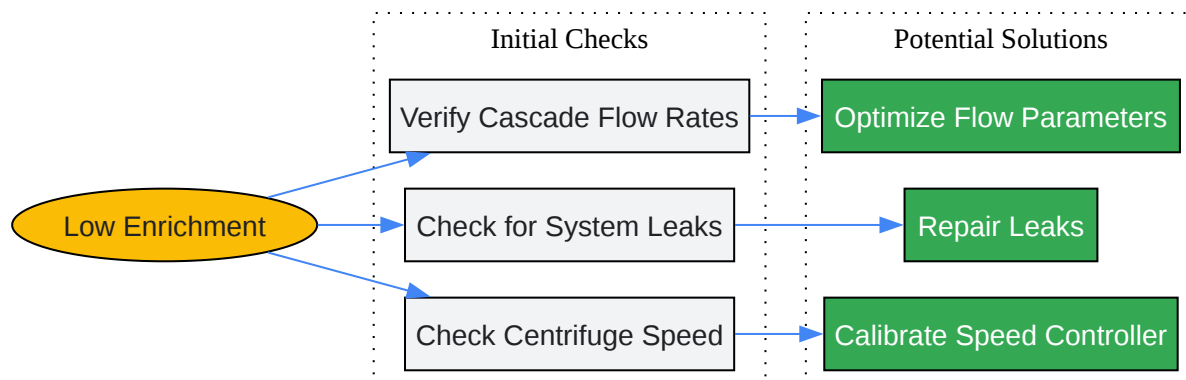 Initial Checks
Potential Solutions
Verify Cascade Flow Rates
Optimize Flow Parameters
Low Enrichment
Check for System Leaks
Repair Leaks
Check Centrifuge Speed
Calibrate Speed Controller